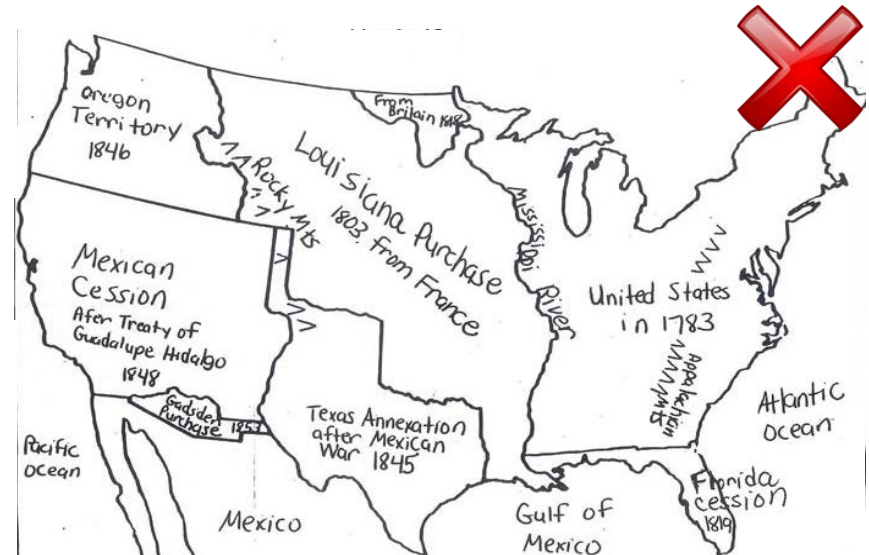 Oregon
Territory
1846
From
Britain 1818
Louisiana Purchase
1803. From France
Rocky Mts
Mississippi River
Mexican
Cession
Afer Treaty of
Guadalupe Hidalgo
1848
United States
in 1783
Appalachian
Mts
Gadsden
Purchase 1853
Texas Annexation
after Mexican
War 1845
Atlantic
Ocean
Pacific
Ocean
Florida
Cession
1819
Mexico
Gulf of
Mexico